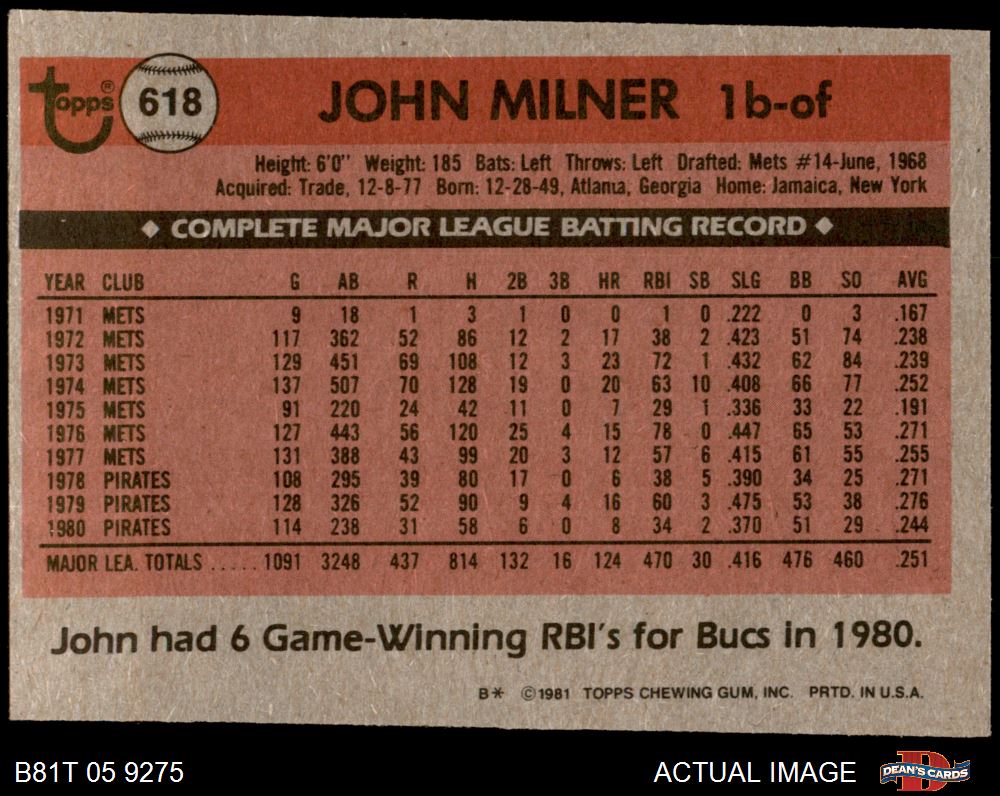 topps® 618 JOHN MILNER 1b-of
Height: 6'0" Weight: 185 Bats: Left Throws: Left Drafted: Mets #14-June, 1968
Acquired: Trade, 12-8-77 Born: 12-28-49, Atlanta, Georgia Home: Jamaica, New York
◆ COMPLETE MAJOR LEAGUE BATTING RECORD ◆
YEAR CLUB G AB R H 2B 3B HR RBI SB SLG BB SO AVG
1971 METS 9 18 1 3 1 0 0 1 0 .222 0 3 .167
1972 METS 117 362 52 86 12 2 17 38 2 .423 51 74 .238
1973 METS 129 451 69 108 12 3 23 72 1 .432 62 84 .239
1974 METS 137 507 70 128 19 0 20 63 10 .408 66 77 .252
1975 METS 91 220 24 42 11 0 7 29 1 .336 33 22 .191
1976 METS 127 443 56 120 25 4 15 78 0 .447 65 53 .271
1977 METS 131 388 43 99 20 3 12 57 6 .415 61 55 .255
1978 PIRATES 108 295 39 80 17 0 6 38 5 .390 34 25 .271
1979 PIRATES 128 326 52 90 9 4 16 60 3 .475 53 38 .276
1980 PIRATES 114 238 31 58 6 0 8 34 2 .370 51 29 .244
MAJOR LEA. TOTALS ..... 1091 3248 437 814 132 16 124 470 30 .416 476 460 .251
John had 6 Game-Winning RBI's for Bucs in 1980.
B* ©1981 TOPPS CHEWING GUM, INC. PRTD. IN U.S.A.
B81T 05 9275 ACTUAL IMAGE DEAN'S CARDS